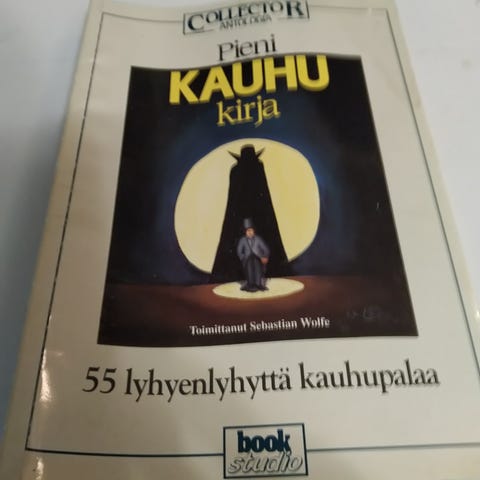 COLLECTOR
ANTOLOGIA
Pieni
KAUHU
kirja
Toimittanut Sebastian Wolfe
55 lyhyenlyhyttä kauhupalaa
book
studio